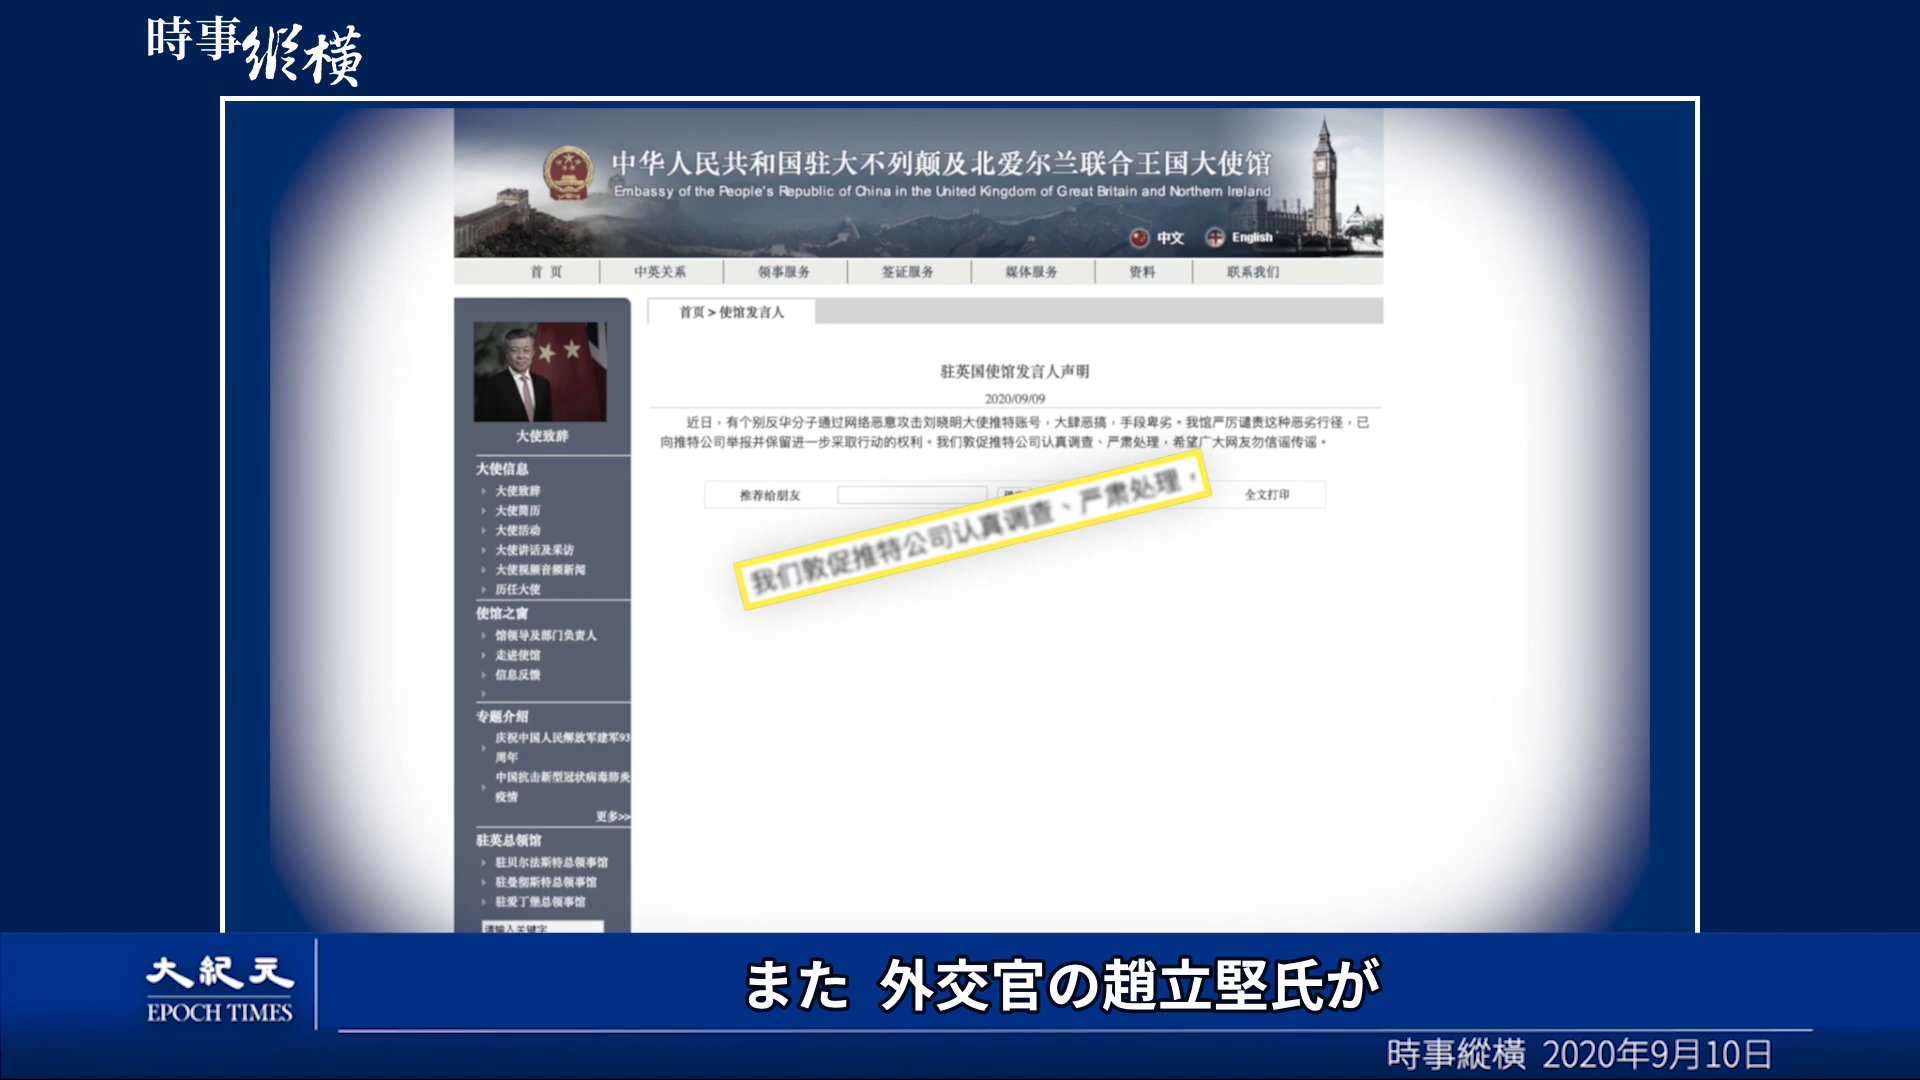 時事縱橫
中华人民共和国驻大不列颠及北爱尔兰联合王国大使馆
Embassy of the People's Republic of China in the United Kingdom of Great Britain and Northern Ireland
中文 English
首 页 中英关系 领事服务 签证服务 媒体服务 资料 联系我们
首页 > 使馆发言人
驻英国使馆发言人声明
2020/09/09
近日，有个别反华分子通过网络恶意攻击刘晓明大使推特账号，大肆恶搞，手段卑劣。我馆严厉谴责这种恶劣行径，已
向推特公司举报并保留进一步采取行动的权利。我们敦促推特公司认真调查、严肃处理，希望广大网友勿信谣传谣。
推荐给朋友 全文打印
我们敦促推特公司认真调查、严肃处理，
大使致辞
大使信息
大使致辞
大使简历
大使活动
大使讲话及采访
大使视频音频新闻
历任大使
使馆之窗
馆领导及部门负责人
走进使馆
信息反馈
专题介绍
庆祝中国人民解放军建军93
周年
中国抗击新型冠状病毒肺炎
疫情
更多>>
驻英总领馆
驻贝尔法斯特总领事馆
驻曼彻斯特总领事馆
驻爱丁堡总领事馆
请输入关键字
大紀元
EPOCH TIMES
また 外交官の趙立堅氏が
時事縱橫 2020年9月10日